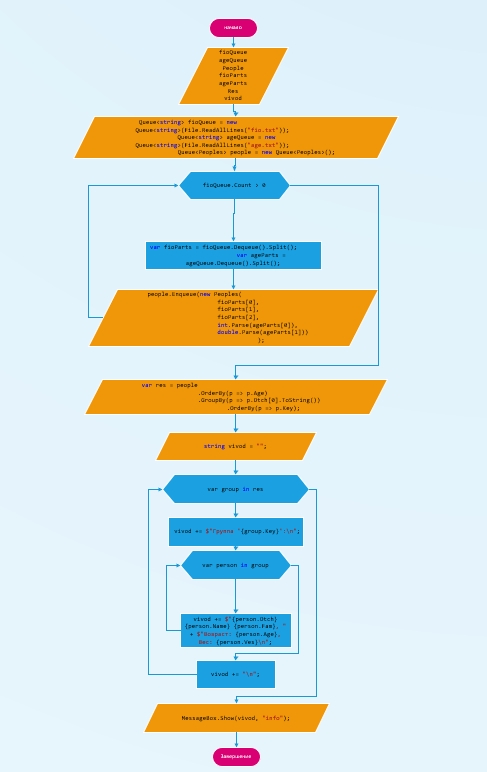 начало
fioQueue
ageQueue
People
fioParts
ageParts
Res
vivod
Queue<string> fioQueue = new
Queue<string>(File.ReadAllLines("fio.txt"));
Queue<string> ageQueue = new
Queue<string>(File.ReadAllLines("age.txt"));
Queue<Peoples> people = new Queue<Peoples>();
fioQueue.Count > 0
var fioParts = fioQueue.Dequeue().Split();
var ageParts =
ageQueue.Dequeue().Split();
people.Enqueue(new Peoples(
fioParts[0],
fioParts[1],
fioParts[2],
int.Parse(ageParts[0]),
double.Parse(ageParts[1]))
);
var res = people
.OrderBy(p => p.Age)
.GroupBy(p => p.Otch[0].ToString())
.OrderBy(p => p.Key);
string vivod = "";
var group in res
vivod += $"Группа "{group.Key}":\n";
var person in group
vivod += $"{person.Otch}
{person.Name} {person.Fam}, "
+ $"Возраст: {person.Age},
Вес: {person.Ves}\n";
vivod += "\n";
MessageBox.Show(vivod, "info");
Завершение